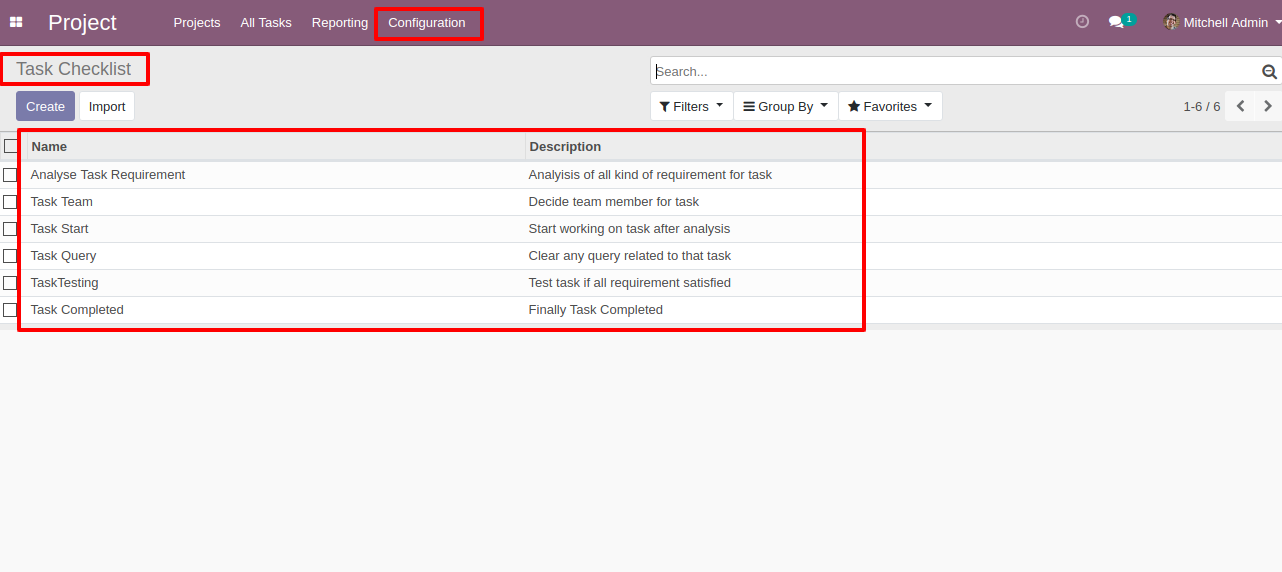 Project Projects All Tasks Reporting Configuration 1 Mitchell Admin
Task Checklist
Search...
Create Import Filters Group By Favorites 1-6 / 6
Name Description
Analyse Task Requirement Analyisis of all kind of requirement for task
Task Team Decide team member for task
Task Start Start working on task after analysis
Task Query Clear any query related to that task
TaskTesting Test task if all requirement satisfied
Task Completed Finally Task Completed